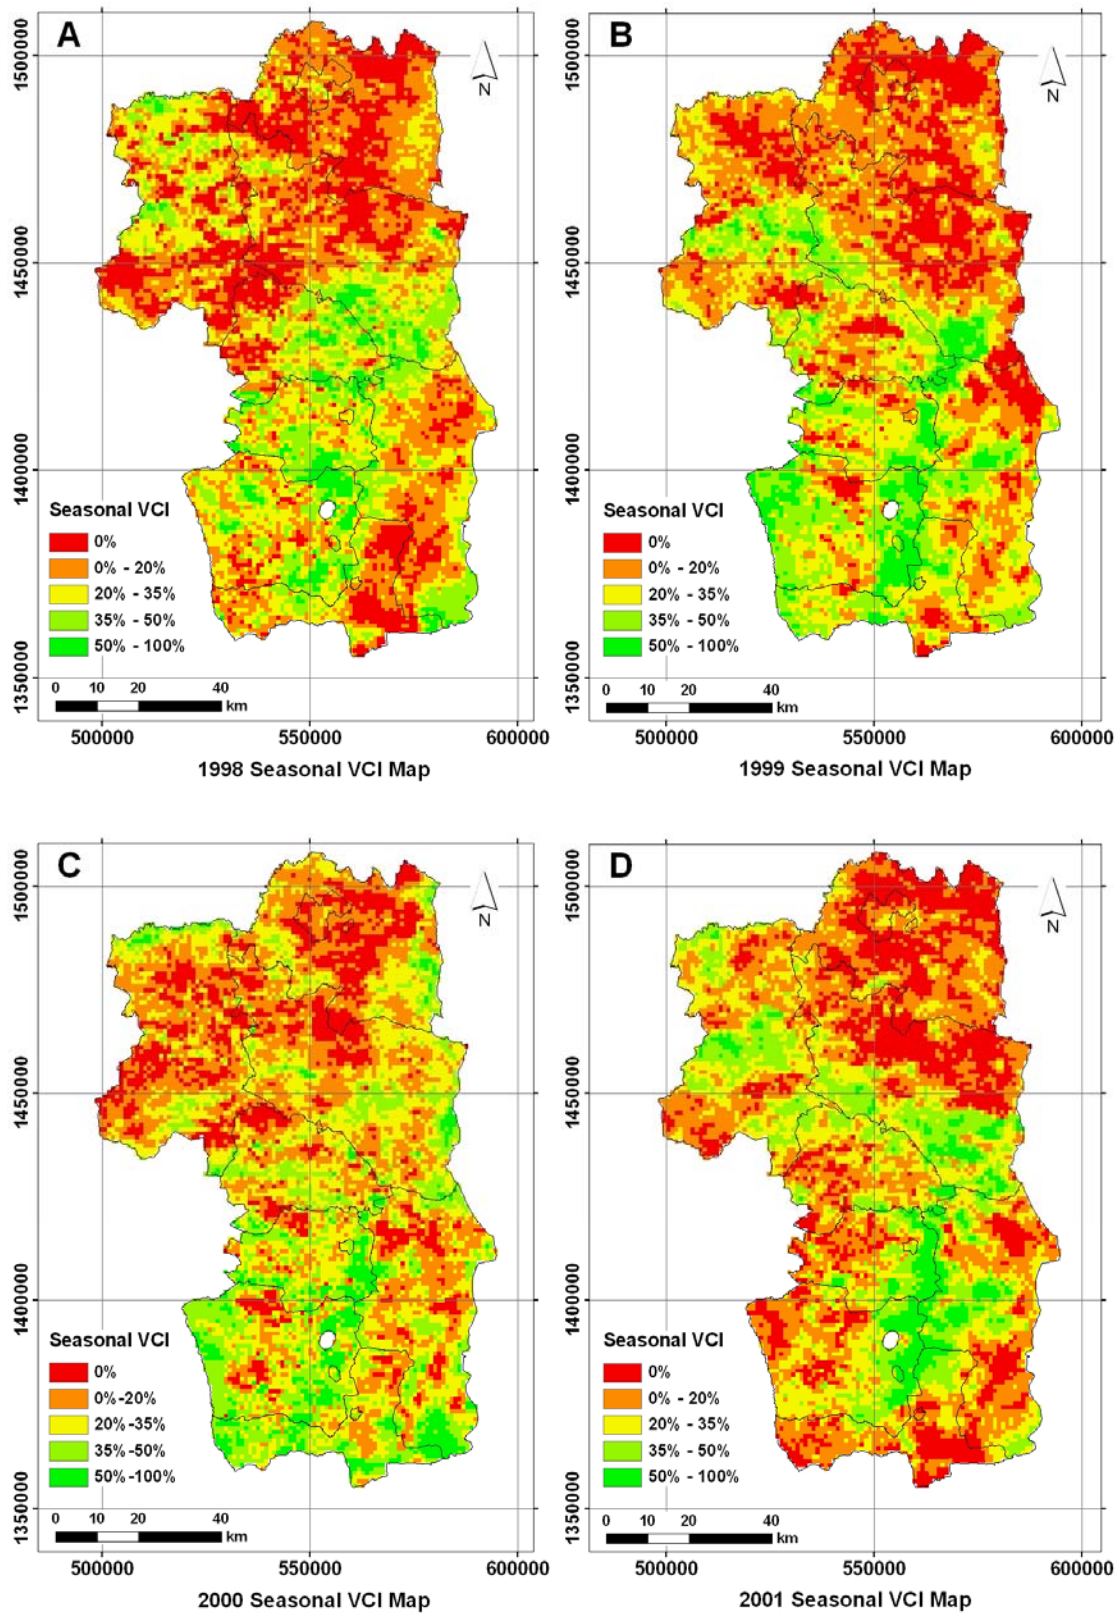 A
N
1500000
1450000
1400000
1350000
Seasonal VCI
0%
0% - 20%
20% - 35%
35% - 50%
50% - 100%
0 10 20 40
km
500000 550000 600000
1998 Seasonal VCI Map
B
N
1500000
1450000
1400000
1350000
Seasonal VCI
0%
0% - 20%
20% - 35%
35% - 50%
50% - 100%
0 10 20 40
km
500000 550000 600000
1999 Seasonal VCI Map
C
N
1500000
1450000
1400000
1350000
Seasonal VCI
0%
0%-20%
20% -35%
35% -50%
50% -100%
0 10 20 40
km
500000 550000 600000
2000 Seasonal VCI Map
D
N
1500000
1450000
1400000
1350000
Seasonal VCI
0%
0% - 20%
20% - 35%
35% - 50%
50% - 100%
0 10 20 40
km
500000 550000 600000
2001 Seasonal VCI Map